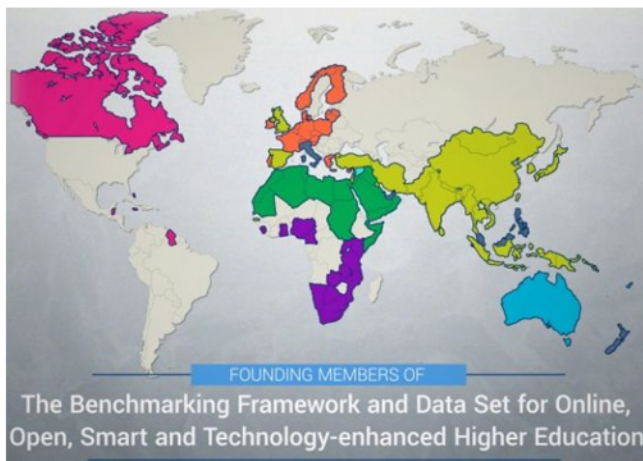 FOUNDING MEMBERS OF
The Benchmarking Framework and Data Set for Online,
Open, Smart and Technology-enhanced Higher Education